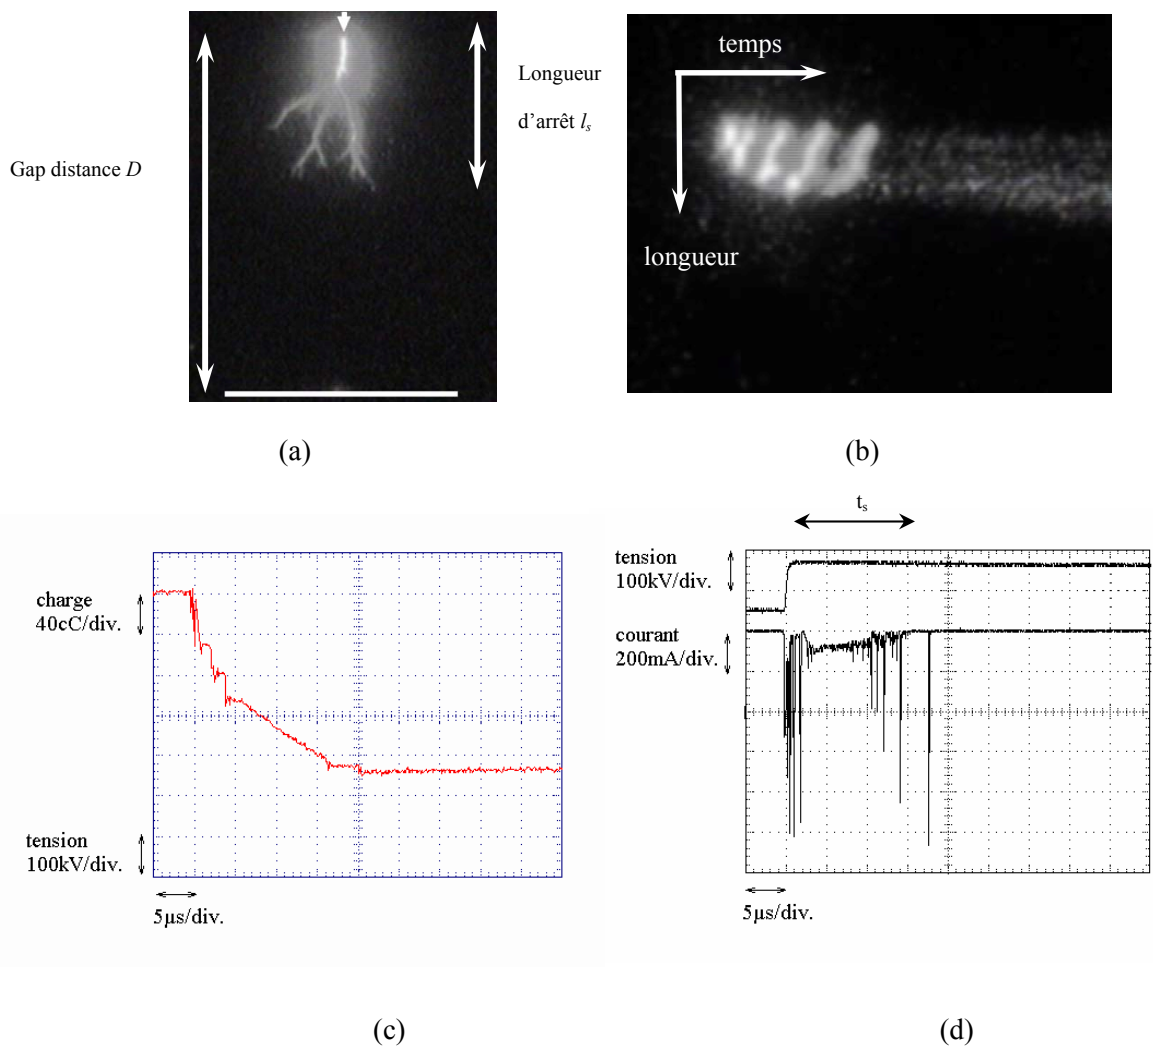 Gap distance D
Longueur
d’arrêt ls
temps
longueur
(a)
(b)
charge
40cC/div.
tension
100kV/div.
5µs/div.
ts
tension
100kV/div.
courant
200mA/div.
5µs/div.
(c)
(d)